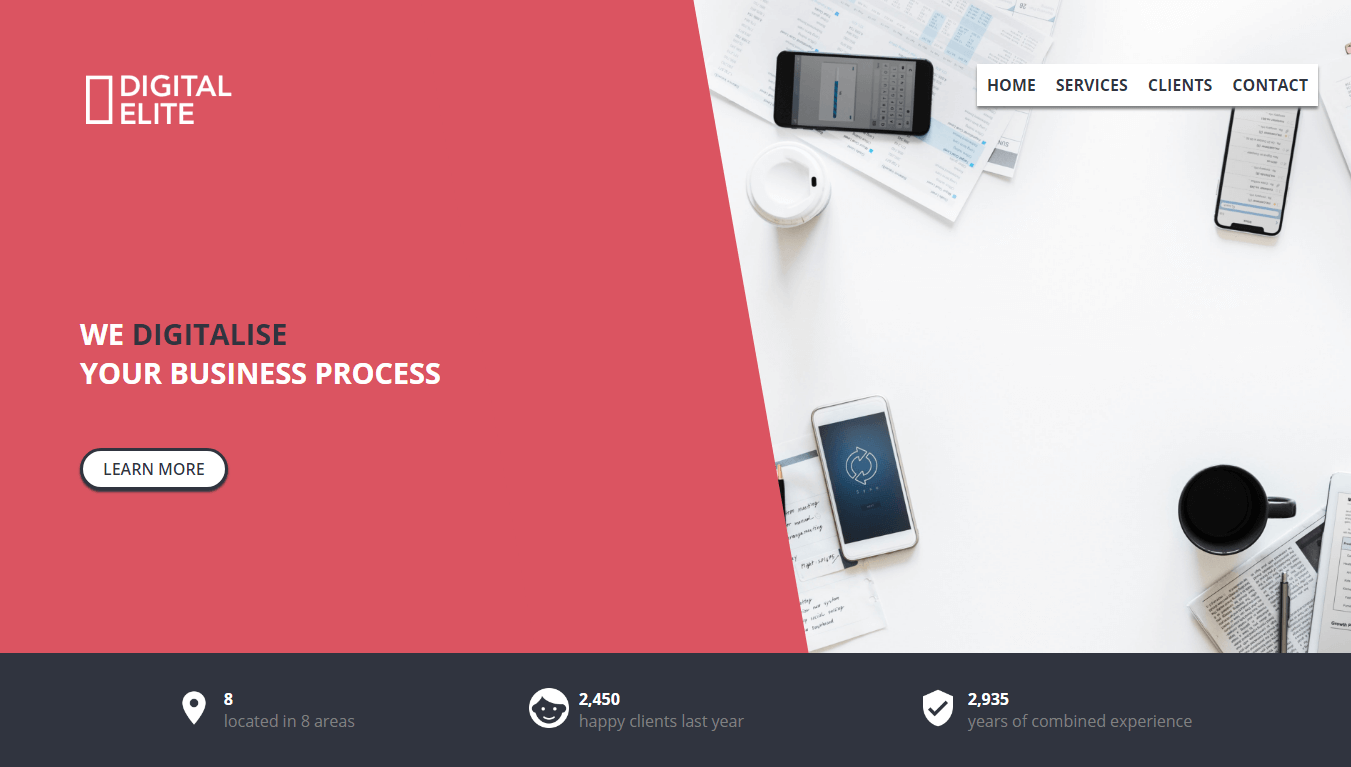 DIGITAL
ELITE
HOME SERVICES CLIENTS CONTACT
WE DIGITALISE
YOUR BUSINESS PROCESS
LEARN MORE
8
located in 8 areas
2,450
happy clients last year
2,935
years of combined experience